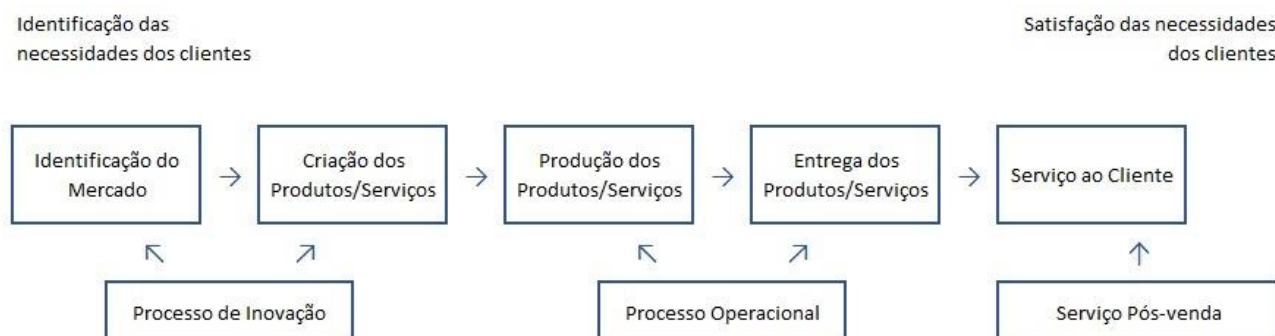 Identificação das
necessidades dos clientes
Satisfação das necessidades
dos clientes
Identificação do
Mercado
Criação dos
Produtos/Serviços
Produção dos
Produtos/Serviços
Entrega dos
Produtos/Serviços
Serviço ao Cliente
Processo de Inovação
Processo Operacional
Serviço Pós-venda